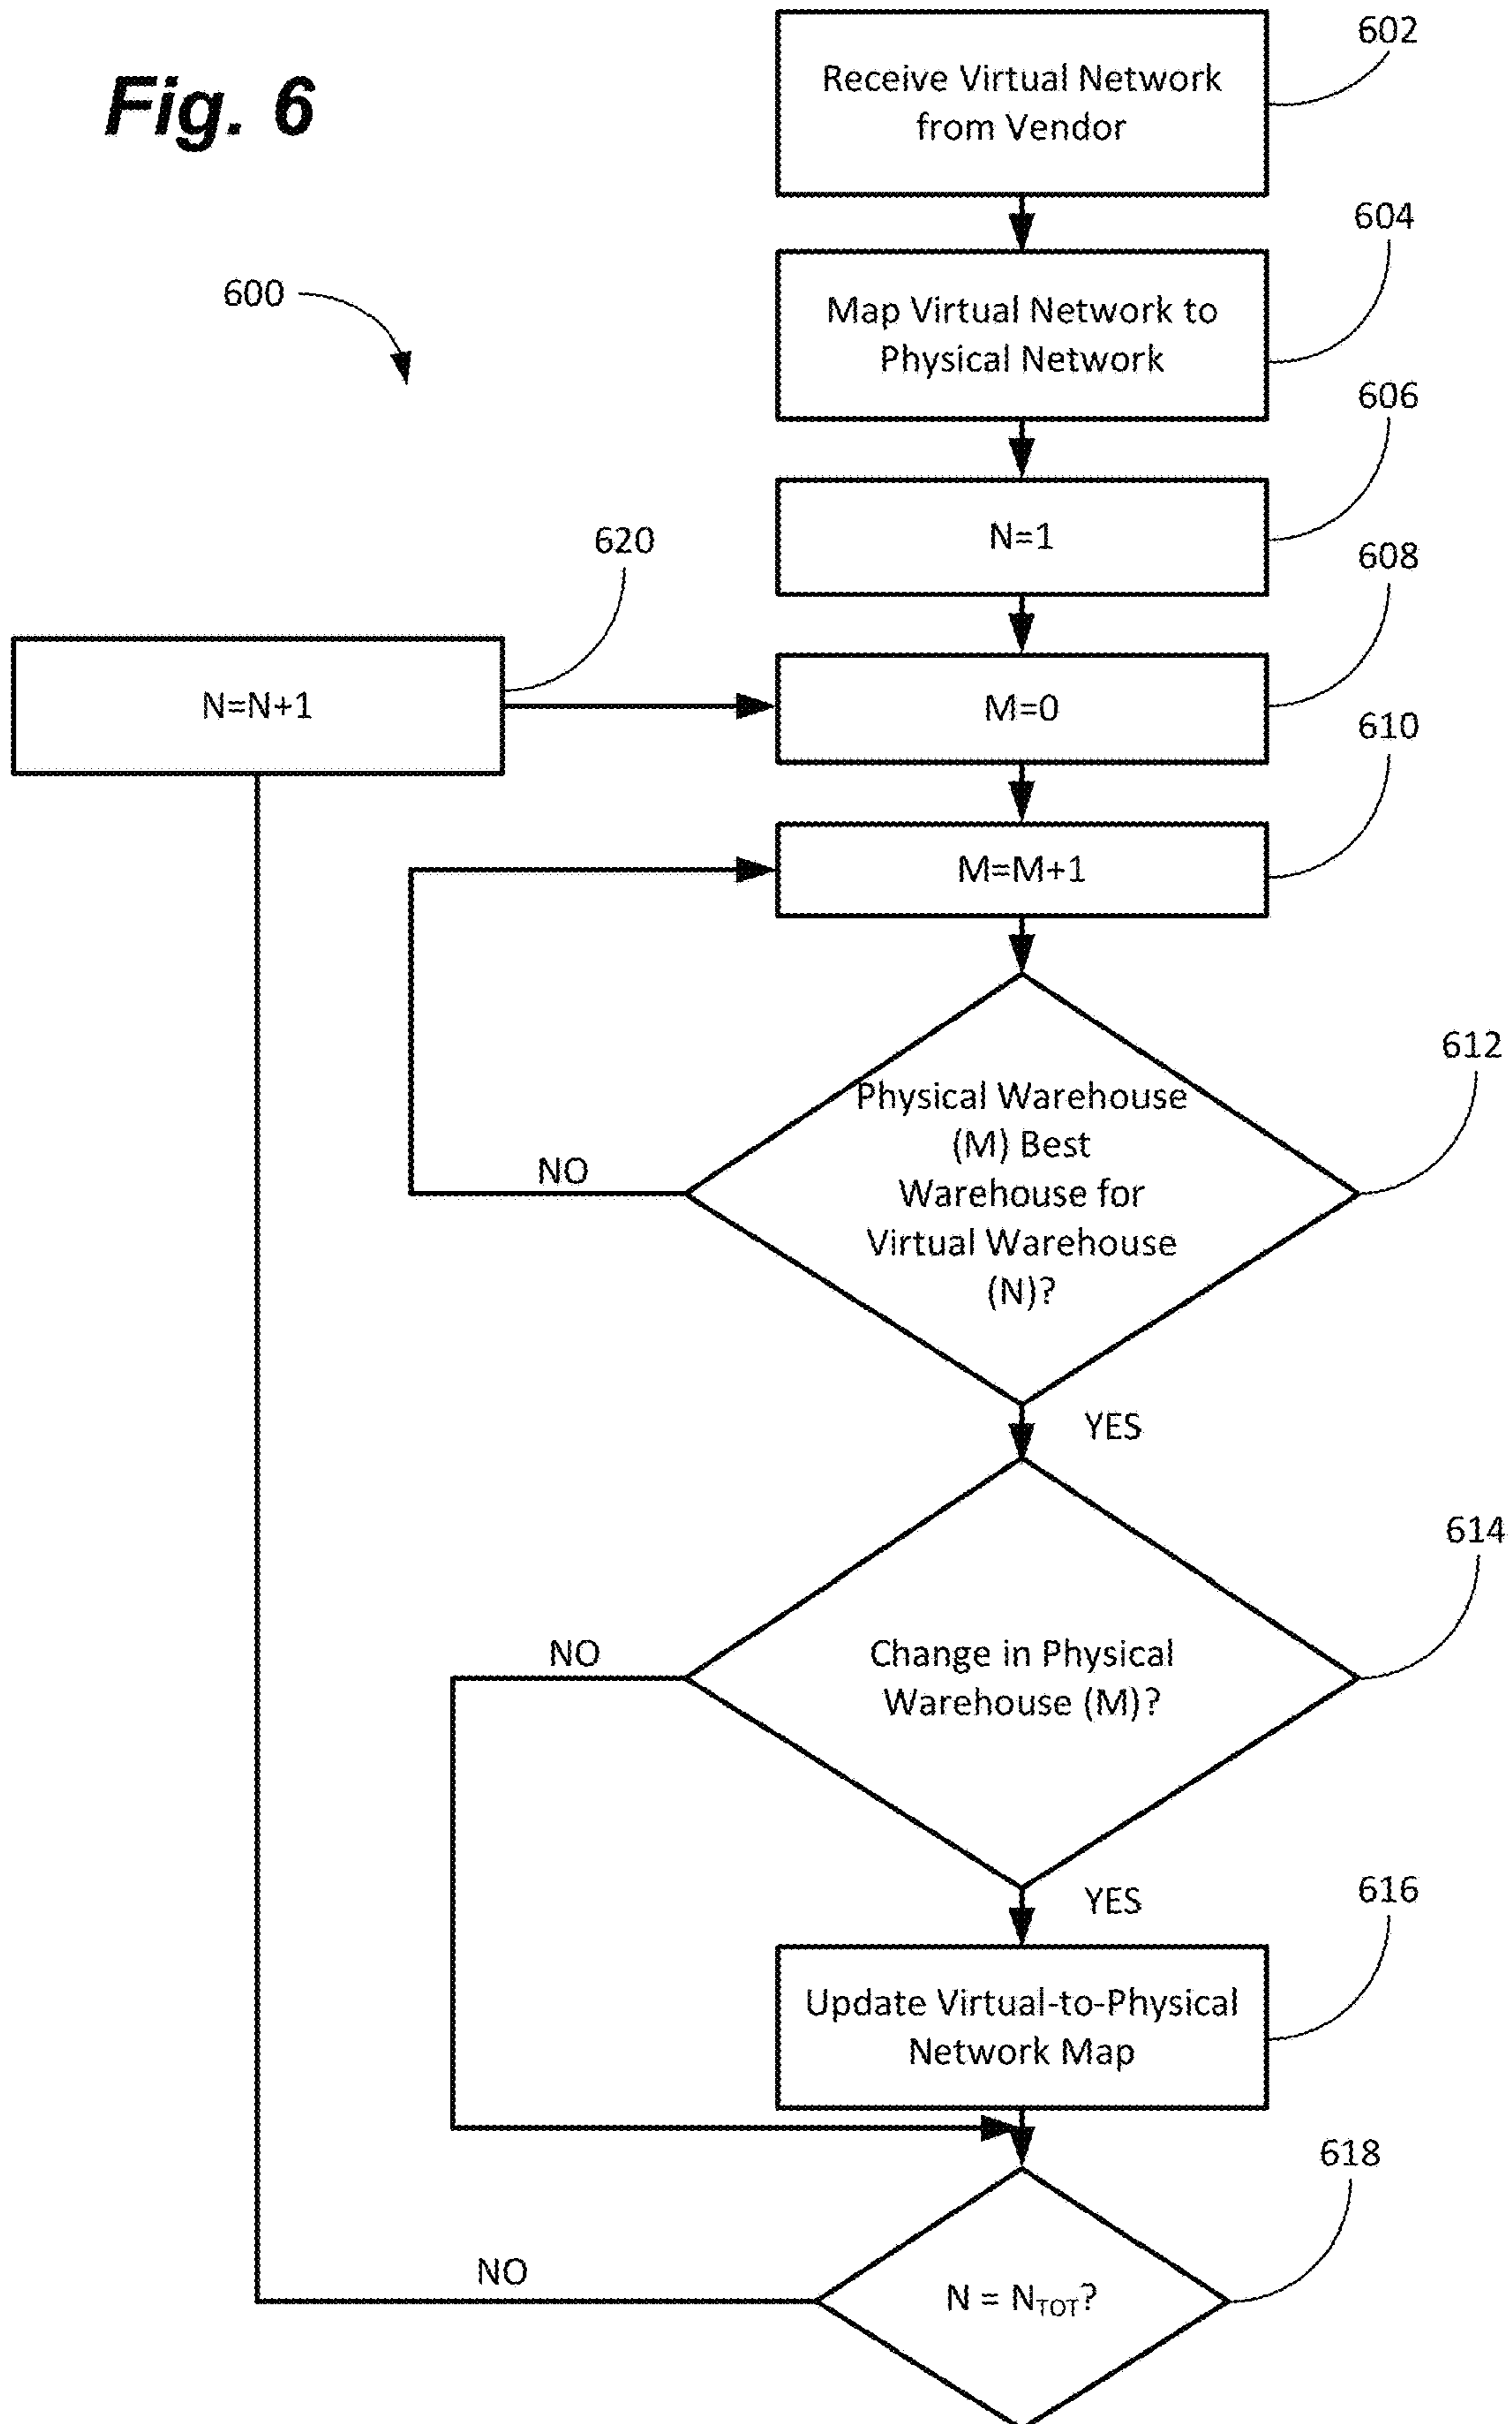 Fig. 6
602
Receive Virtual Network
from Vendor
604
600
Map Virtual Network to
Physical Network
606
N=1
620
608
N=N+1
M=0
610
M=M+1
612
Physical Warehouse
(M) Best
Warehouse for
Virtual Warehouse
(N)?
NO
YES
614
NO
Change in Physical
Warehouse (M)?
YES
616
Update Virtual-to-Physical
Network Map
618
NO
N = NTOT?